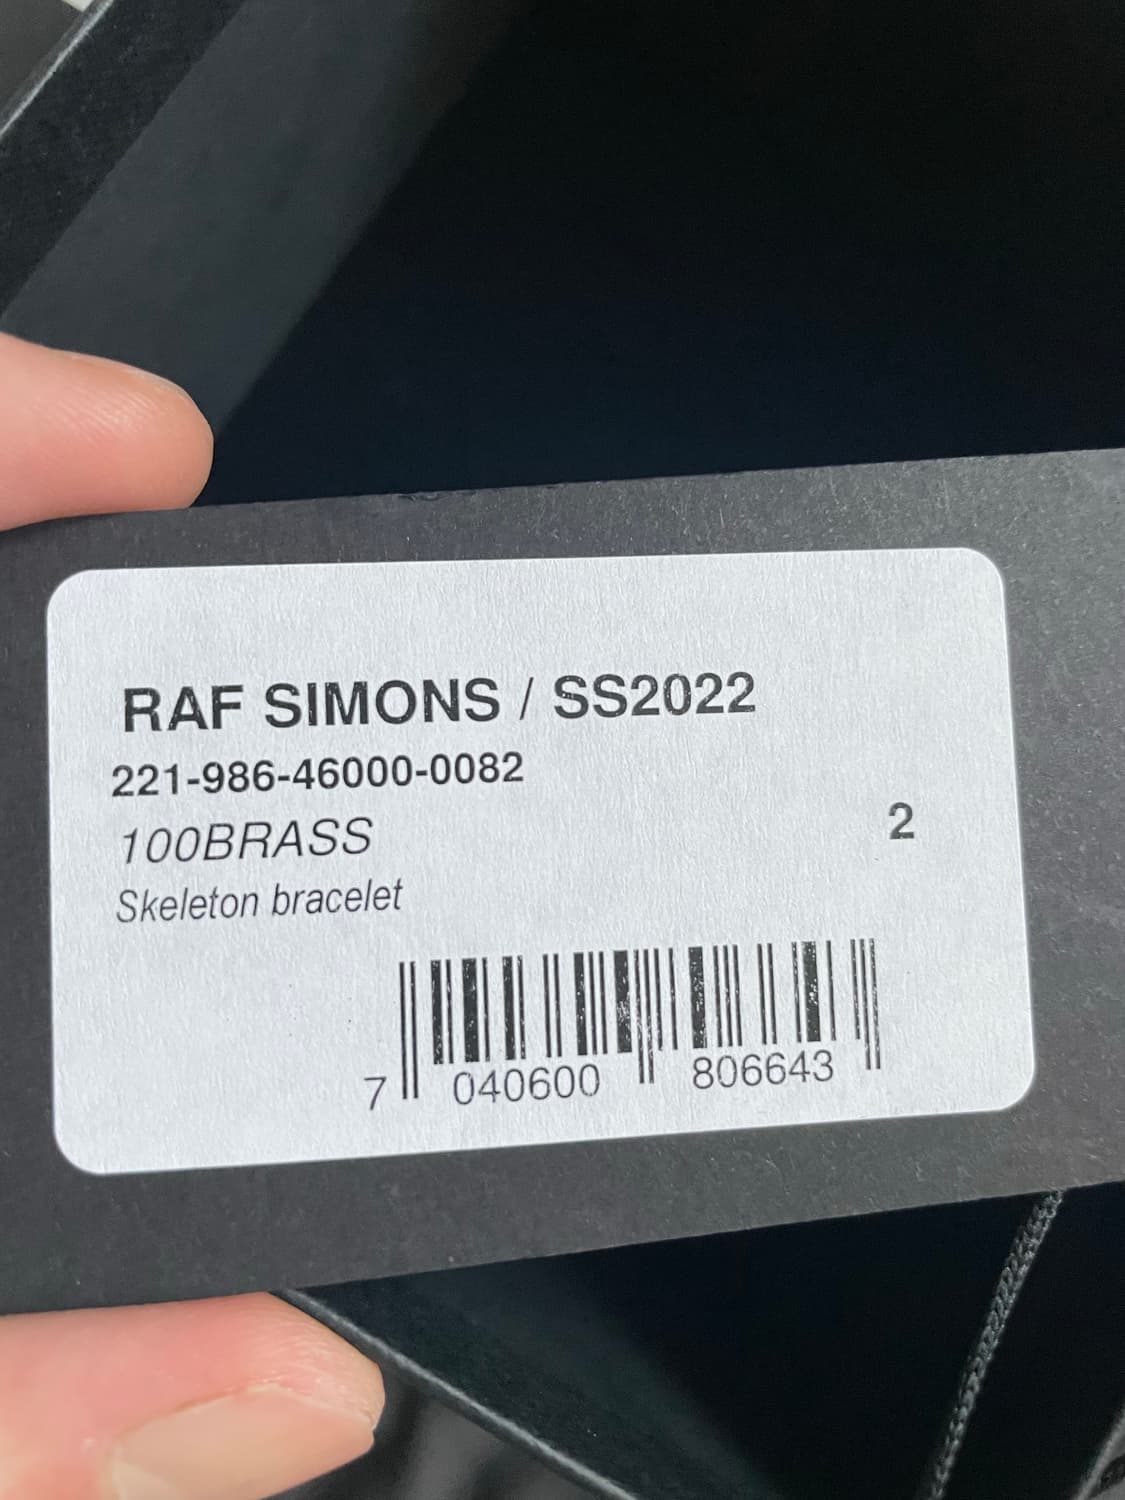 RAF SIMONS / SS2022
221-986-46000-0082
100BRASS
2
Skeleton bracelet
7 040600 806643